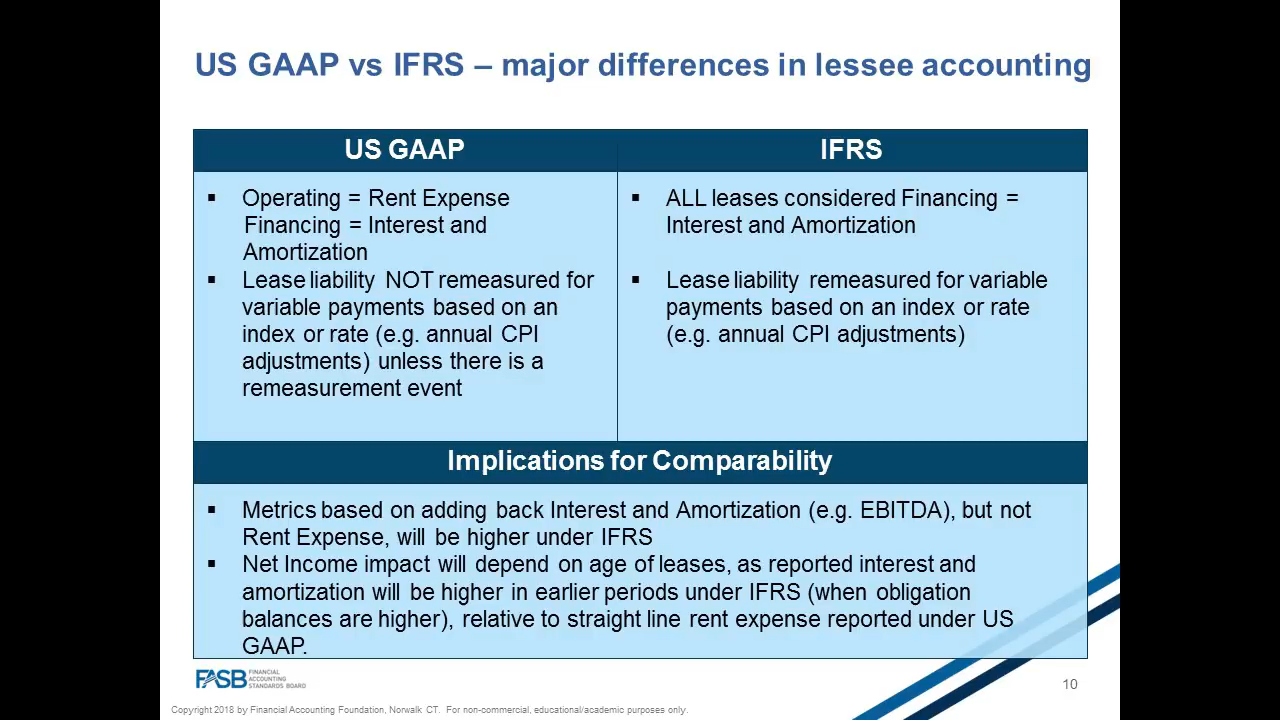 US GAAP vs IFRS – major differences in lessee accounting
US GAAP
IFRS
▪ Operating = Rent Expense
Financing = Interest and
Amortization
▪ Lease liability NOT remeasured for
variable payments based on an
index or rate (e.g. annual CPI
adjustments) unless there is a
remeasurement event
▪ ALL leases considered Financing =
Interest and Amortization
▪ Lease liability remeasured for variable
payments based on an index or rate
(e.g. annual CPI adjustments)
Implications for Comparability
▪ Metrics based on adding back Interest and Amortization (e.g. EBITDA), but not
Rent Expense, will be higher under IFRS
▪ Net Income impact will depend on age of leases, as reported interest and
amortization will be higher in earlier periods under IFRS (when obligation
balances are higher), relative to straight line rent expense reported under US
GAAP.
FASB
FINANCIAL
ACCOUNTING
STANDARDS BOARD
10
Copyright 2018 by Financial Accounting Foundation, Norwalk CT. For non-commercial, educational/academic purposes only.